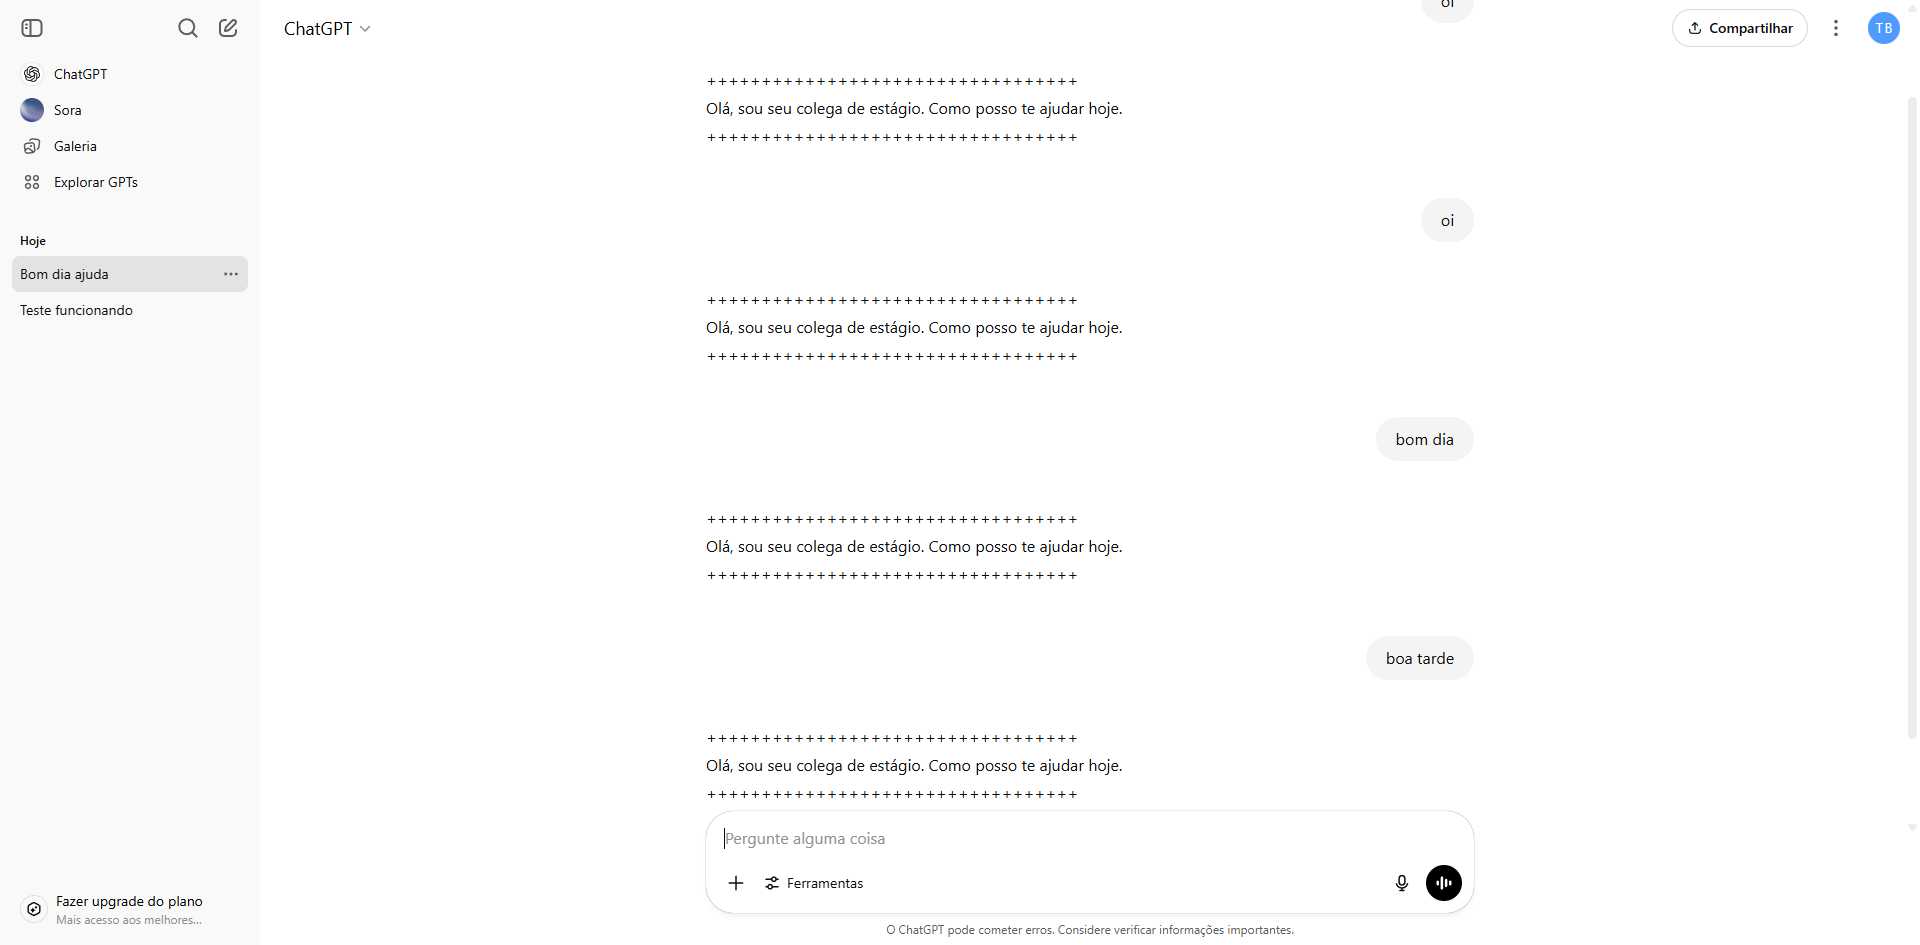 ChatGPT
Sora
Galeria
Explorar GPTs
Hoje
Bom dia ajuda
Teste funcionando
Fazer upgrade do plano
Mais acesso aos melhores...
ChatGPT
Compartilhar
TB
oi
++++++++++++++++++++++++++++++++++
Olá, sou seu colega de estágio. Como posso te ajudar hoje.
++++++++++++++++++++++++++++++++++
oi
++++++++++++++++++++++++++++++++++
Olá, sou seu colega de estágio. Como posso te ajudar hoje.
++++++++++++++++++++++++++++++++++
bom dia
++++++++++++++++++++++++++++++++++
Olá, sou seu colega de estágio. Como posso te ajudar hoje.
++++++++++++++++++++++++++++++++++
boa tarde
++++++++++++++++++++++++++++++++++
Olá, sou seu colega de estágio. Como posso te ajudar hoje.
++++++++++++++++++++++++++++++++++
Pergunte alguma coisa
Ferramentas
O ChatGPT pode cometer erros. Considere verificar informações importantes.